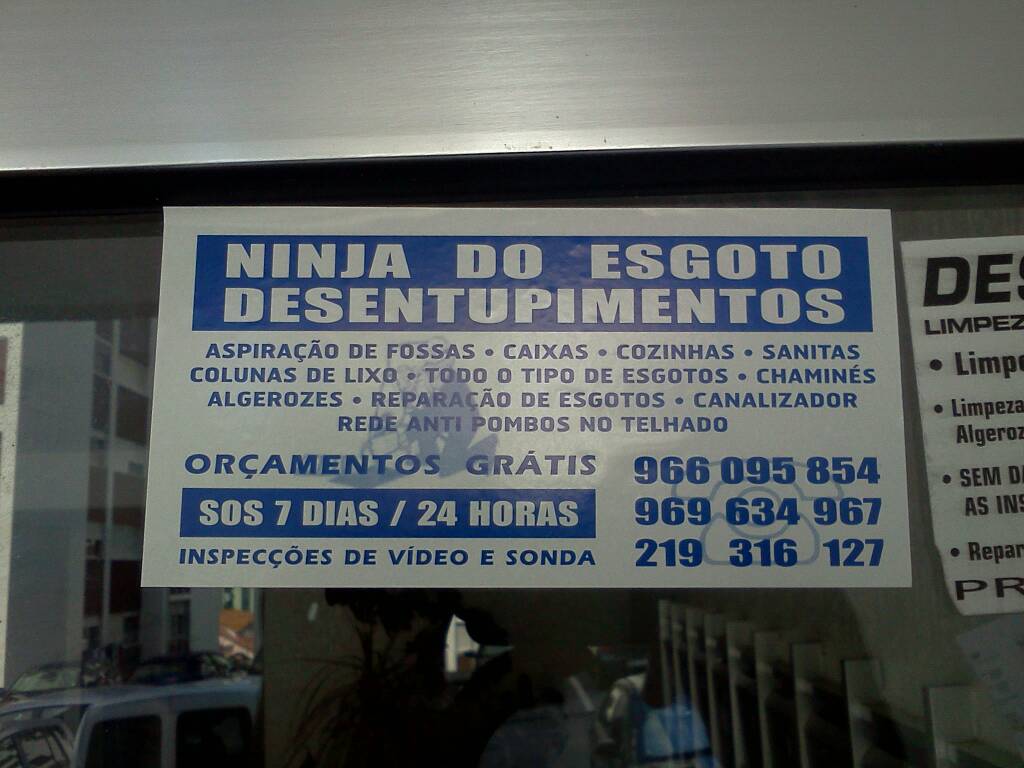 NINJA DO ESGOTO
DESENTUPIMENTOS
ASPIRAÇÃO DE FOSSAS • CAIXAS • COZINHAS • SANITAS
COLUNAS DE LIXO • TODO O TIPO DE ESGOTOS • CHAMINÉS
ALGEROZES • REPARAÇÃO DE ESGOTOS • CANALIZADOR
REDE ANTI POMBOS NO TELHADO
ORÇAMENTOS GRÁTIS
SOS 7 DIAS / 24 HORAS
INSPECÇÕES DE VÍDEO E SONDA
966 095 854
969 634 967
219 316 127
DES
LIMPEZ
• Limpe
• Limpeza
Algeroz
• SEM DA
AS INS
• Repar
PR